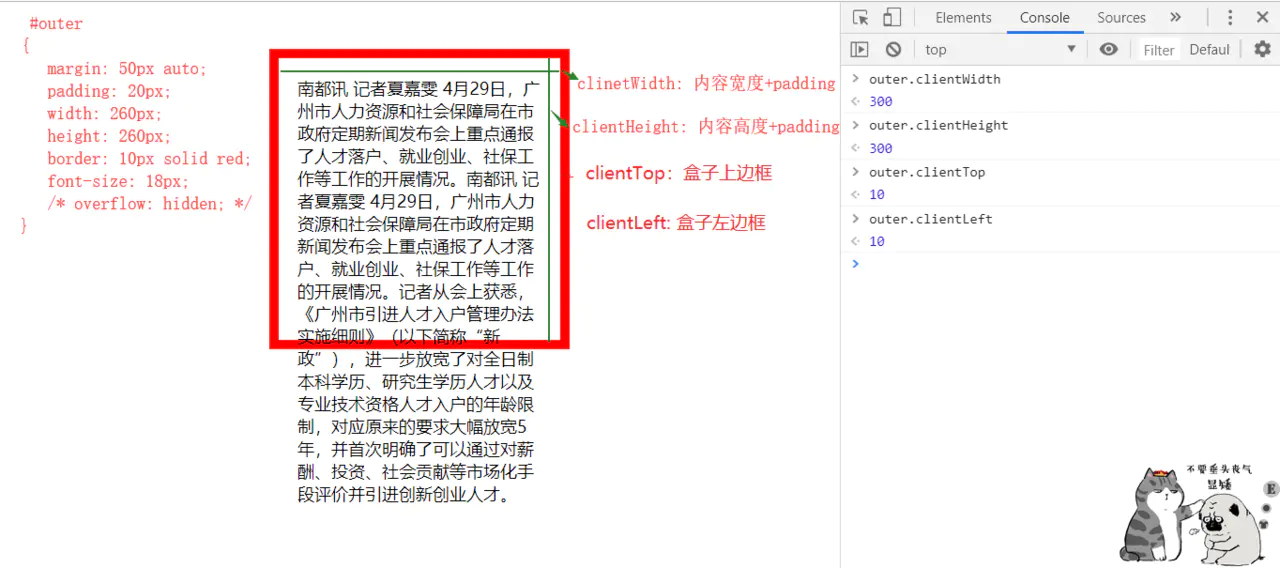 #outer
{
margin: 50px auto;
padding: 20px;
width: 260px;
height: 260px;
border: 10px solid red;
font-size: 18px;
/* overflow: hidden; */
}
南都讯 记者夏嘉雯 4月29日，广
州市人力资源和社会保障局在市
政府定期新闻发布会上重点通报
了人才落户、就业创业、社保工
作等工作的开展情况。南都讯 记
者夏嘉雯 4月29日，广州市人力
资源和社会保障局在市政府定期
新闻发布会上重点通报了人才落
户、就业创业、社保工作等工作
的开展情况。记者从会上获悉，
《广州市引进人才入户管理办法
实施细则》（以下简称“新
政”），进一步放宽了对全日制
本科学历、研究生学历人才以及
专业技术资格人才入户的年龄限
制，对应原来的要求大幅放宽5
年，并首次明确了可以通过对薪
酬、投资、社会贡献等市场化手
段评价并引进创新创业人才。
clinetWidth: 内容宽度+padding
clientHeight: 内容高度+padding
clientTop: 盒子上边框
clientLeft: 盒子左边框
Elements Console Sources
top Filter Defaul
outer.clientWidth
300
outer.clientHeight
300
outer.clientTop
10
outer.clientLeft
10
不要垂头丧气
显矮
E